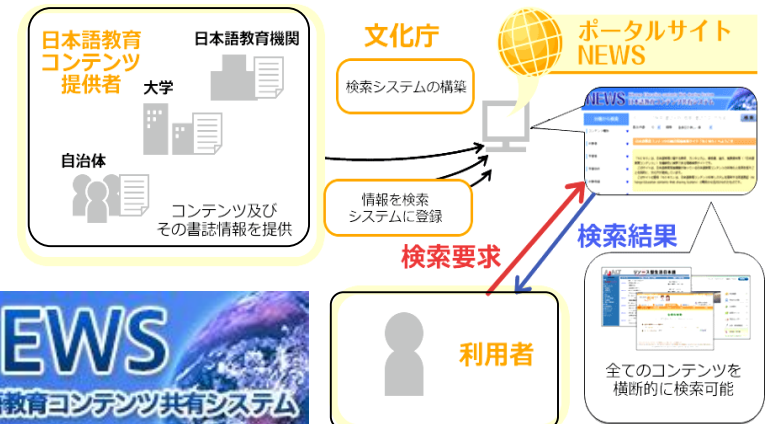 日本語教育
コンテンツ
提供者
日本語教育機関
大学
自治体
コンテンツ及び
その書誌情報を提供
文化庁
検索システムの構築
情報を検索
システムに登録
ポータルサイト
NEWS
NEWS
検索要求
検索結果
利用者
全てのコンテンツを
横断的に検索可能
EWS
教育コンテンツ共有システム